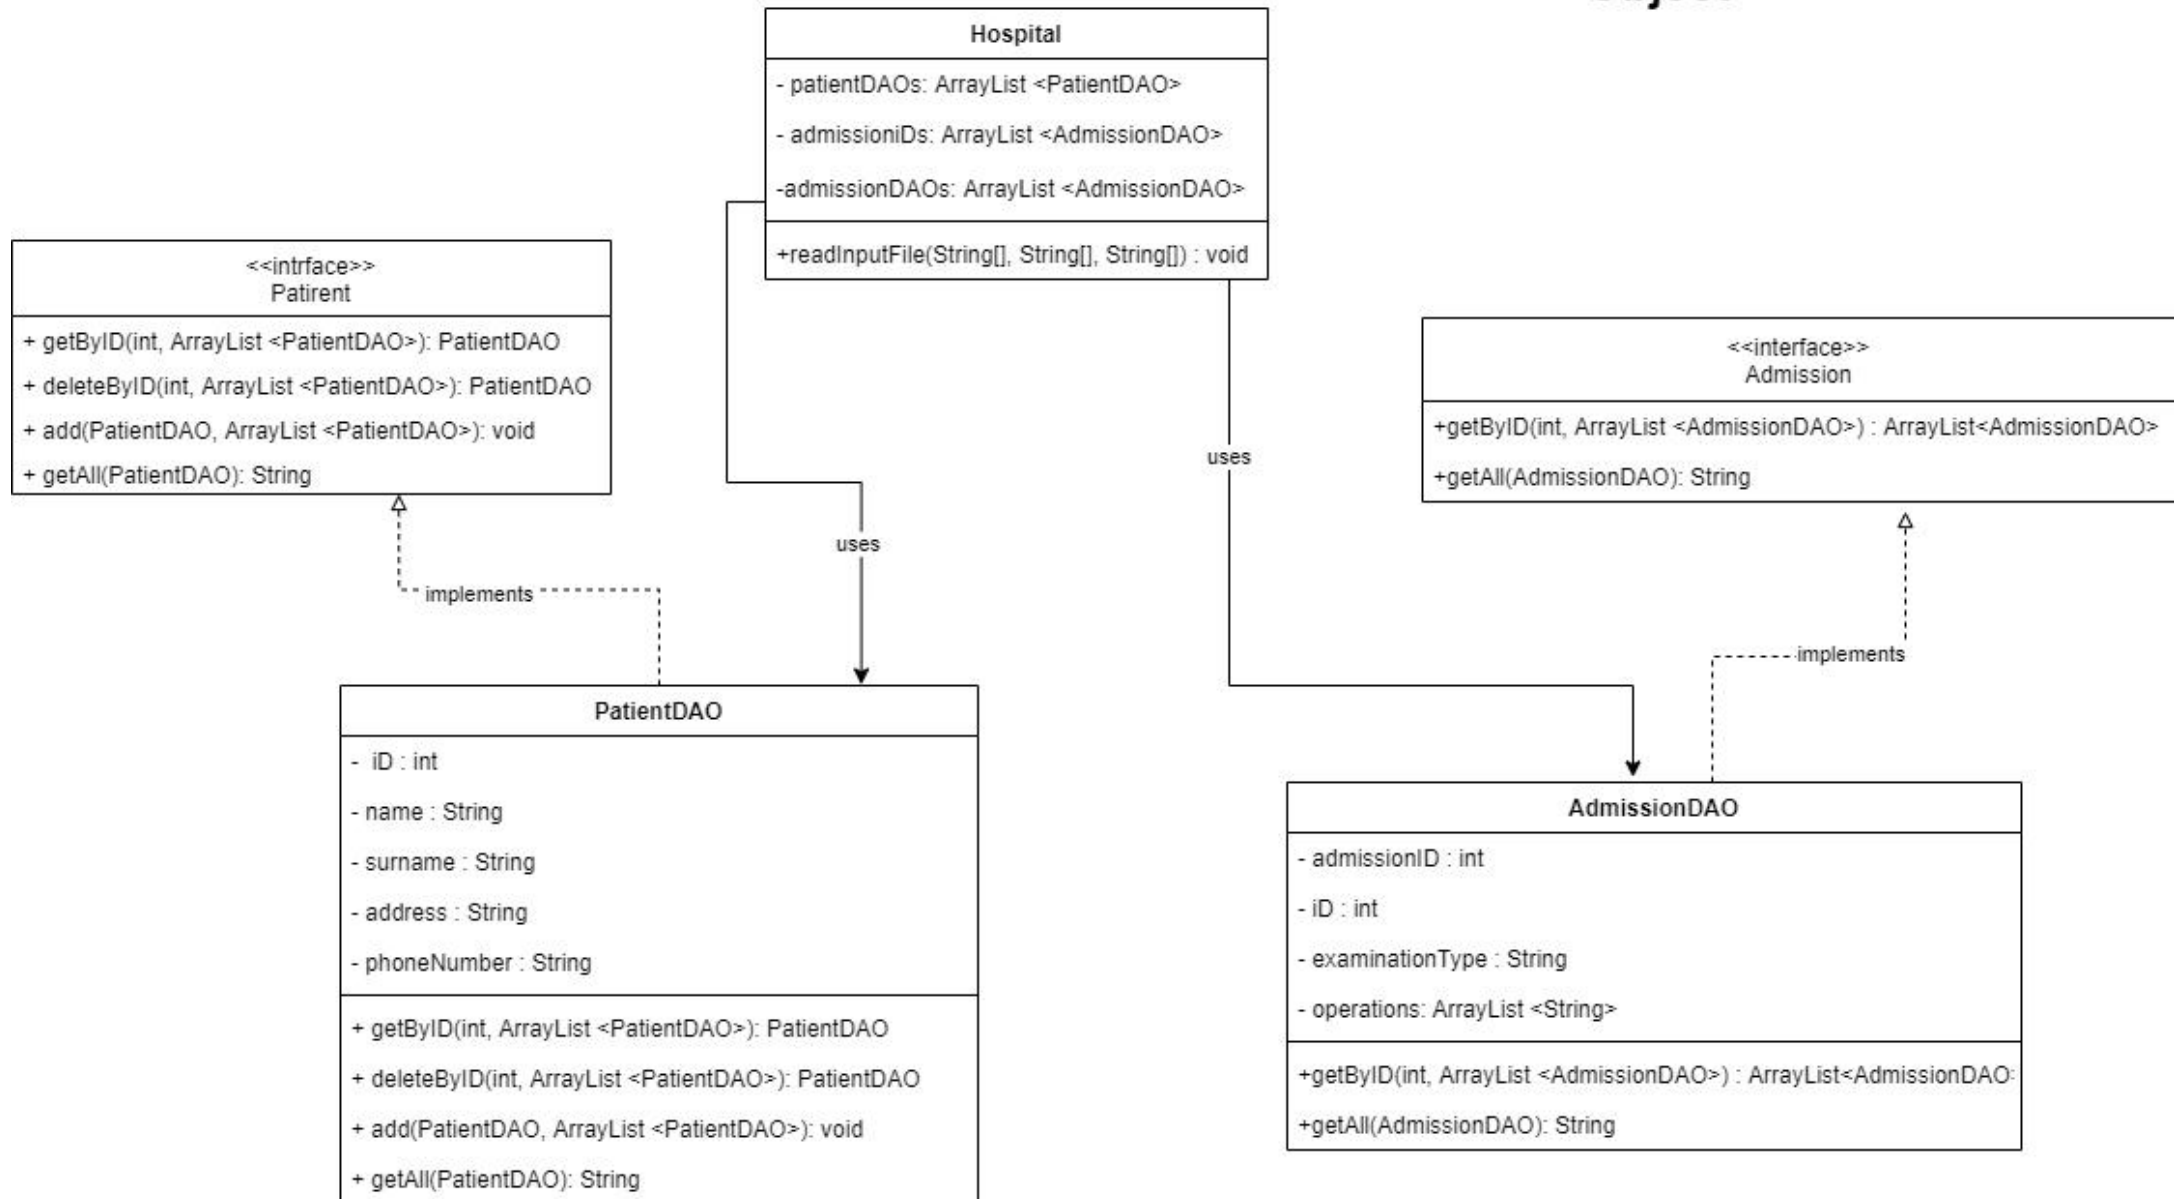 Hospital
- patientDAOs: ArrayList <PatientDAO>
- admissioniDs: ArrayList <AdmissionDAO>
-admissionDAOs: ArrayList <AdmissionDAO>
+readInputFile(String[], String[], String[]) : void
<<intrface>>
Patirent
+ getByID(int, ArrayList <PatientDAO>): PatientDAO
+ deleteByID(int, ArrayList <PatientDAO>): PatientDAO
+ add(PatientDAO, ArrayList <PatientDAO>): void
+ getAll(PatientDAO): String
<<interface>>
Admission
+getByID(int, ArrayList <AdmissionDAO>) : ArrayList<AdmissionDAO>
+getAll(AdmissionDAO): String
uses
uses
implements
implements
PatientDAO
- iD : int
- name : String
- surname : String
- address : String
- phoneNumber : String
+ getByID(int, ArrayList <PatientDAO>): PatientDAO
+ deleteByID(int, ArrayList <PatientDAO>): PatientDAO
+ add(PatientDAO, ArrayList <PatientDAO>): void
+ getAll(PatientDAO): String
AdmissionDAO
- admissionID : int
- iD : int
- examinationType : String
- operations: ArrayList <String>
+getByID(int, ArrayList <AdmissionDAO>) : ArrayList<AdmissionDAO
+getAll(AdmissionDAO): String